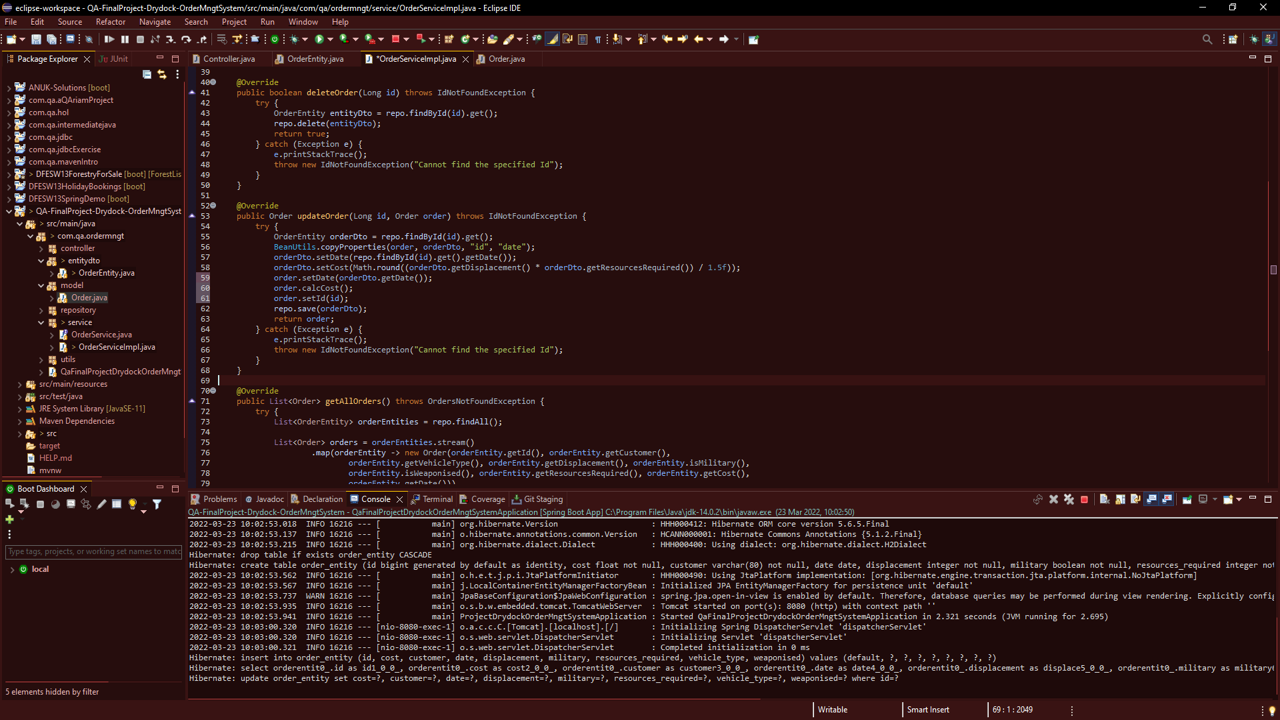 eclipse-workspace - QA-FinalProject-Drydock-OrderMngtSystem/src/main/java/com/qa/ordermngt/service/OrderServiceImpl.java - Eclipse IDE
File Edit Source Refactor Navigate Search Project Run Window Help
Package Explorer JUnit
ANUK-Solutions [boot]
com.qa.aQAriamProject
com.qa.hol
com.qa.intermediatejava
com.qa.jdbc
com.qa.jdbcExercise
com.qa.mavenIntro
> DFESW13ForestryForSale [boot] [ForestLis
DFESW13HolidayBookings [boot]
DFESW13SpringDemo [boot]
> QA-FinalProject-Drydock-OrderMngtSyst
> src/main/java
> com.qa.ordermngt
controller
> entitydto
> OrderEntity.java
model
Order.java
repository
> service
OrderService.java
> OrderServiceImpl.java
utils
QaFinalProjectDrydockOrderMngt
src/main/resources
src/test/java
JRE System Library [JavaSE-11]
Maven Dependencies
> src
target
HELP.md
mvnw
Boot Dashboard
Type tags, projects, or working set names to match
local
5 elements hidden by filter
Controller.java OrderEntity.java *OrderServiceImpl.java Order.java
39
40 @Override
41 public boolean deleteOrder(Long id) throws IdNotFoundException {
42 try {
43 OrderEntity entityDto = repo.findById(id).get();
44 repo.delete(entityDto);
45 return true;
46 } catch (Exception e) {
47 e.printStackTrace();
48 throw new IdNotFoundException("Cannot find the specified Id");
49 }
50 }
51
52 @Override
53 public Order updateOrder(Long id, Order order) throws IdNotFoundException {
54 try {
55 OrderEntity orderDto = repo.findById(id).get();
56 BeanUtils.copyProperties(order, orderDto, "id", "date");
57 orderDto.setDate(repo.findById(id).get().getDate());
58 orderDto.setCost(Math.round((orderDto.getDisplacement() * orderDto.getResourcesRequired()) / 1.5f));
59 order.setDate(orderDto.getDate());
60 order.calcCost();
61 order.setId(id);
62 repo.save(orderDto);
63 return order;
64 } catch (Exception e) {
65 e.printStackTrace();
66 throw new IdNotFoundException("Cannot find the specified Id");
67 }
68 }
69
70 @Override
71 public List<Order> getAllOrders() throws OrdersNotFoundException {
72 try {
73 List<OrderEntity> orderEntities = repo.findAll();
74
75 List<Order> orders = orderEntities.stream()
76 .map(orderEntity -> new Order(orderEntity.getId(), orderEntity.getCustomer(),
77 orderEntity.getVehicleType(), orderEntity.getDisplacement(), orderEntity.isMilitary(),
78 orderEntity.isWeaponised(), orderEntity.getResourcesRequired(), orderEntity.getCost(),
79 orderEntity.getDate()))
Problems Javadoc Declaration Console Terminal Coverage Git Staging
QA-FinalProject-Drydock-OrderMngtSystem - QaFinalProjectDrydockOrderMngtSystemApplication [Spring Boot App] C:\Program Files\Java\jdk-14.0.2\bin\javaw.exe (23 Mar 2022, 10:02:50)
2022-03-23 10:02:53.018 INFO 16216 --- [ main] org.hibernate.Version : HHH000412: Hibernate ORM core version 5.6.5.Final
2022-03-23 10:02:53.137 INFO 16216 --- [ main] o.hibernate.annotations.common.Version : HCANN000001: Hibernate Commons Annotations {5.1.2.Final}
2022-03-23 10:02:53.215 INFO 16216 --- [ main] org.hibernate.dialect.Dialect : HHH000400: Using dialect: org.hibernate.dialect.H2Dialect
Hibernate: drop table if exists order_entity CASCADE
Hibernate: create table order_entity (id bigint generated by default as identity, cost float not null, customer varchar(80) not null, date date, displacement integer not null, military boolean not null, resources_required integer not
2022-03-23 10:02:53.562 INFO 16216 --- [ main] o.h.e.t.j.p.i.JtaPlatformInitiator : HHH000490: Using JtaPlatform implementation: [org.hibernate.engine.transaction.jta.platform.internal.NoJtaPlatform]
2022-03-23 10:02:53.567 INFO 16216 --- [ main] j.LocalContainerEntityManagerFactoryBean : Initialized JPA EntityManagerFactory for persistence unit 'default'
2022-03-23 10:02:53.737 WARN 16216 --- [ main] JpaBaseConfiguration$JpaWebConfiguration : spring.jpa.open-in-view is enabled by default. Therefore, database queries may be performed during view rendering. Explicitly config
2022-03-23 10:02:53.935 INFO 16216 --- [ main] o.s.b.w.embedded.tomcat.TomcatWebServer : Tomcat started on port(s): 8080 (http) with context path ''
2022-03-23 10:02:53.941 INFO 16216 --- [ main] ProjectDrydockOrderMngtSystemApplication : Started QaFinalProjectDrydockOrderMngtSystemApplication in 2.321 seconds (JVM running for 2.695)
2022-03-23 10:03:00.320 INFO 16216 --- [nio-8080-exec-1] o.a.c.c.C.[Tomcat].[localhost].[/] : Initializing Spring DispatcherServlet 'dispatcherServlet'
2022-03-23 10:03:00.320 INFO 16216 --- [nio-8080-exec-1] o.s.web.servlet.DispatcherServlet : Initializing Servlet 'dispatcherServlet'
2022-03-23 10:03:00.321 INFO 16216 --- [nio-8080-exec-1] o.s.web.servlet.DispatcherServlet : Completed initialization in 0 ms
Hibernate: insert into order_entity (id, cost, customer, date, displacement, military, resources_required, vehicle_type, weaponised) values (default, ?, ?, ?, ?, ?, ?, ?, ?)
Hibernate: select orderentit0_.id as id1_0_0_, orderentit0_.cost as cost2_0_0_, orderentit0_.customer as customer3_0_0_, orderentit0_.date as date4_0_0_, orderentit0_.displacement as displace5_0_0_, orderentit0_.military as military6
Hibernate: update order_entity set cost=?, customer=?, date=?, displacement=?, military=?, resources_required=?, vehicle_type=?, weaponised=? where id=?
Writable Smart Insert 69 : 1 : 2049